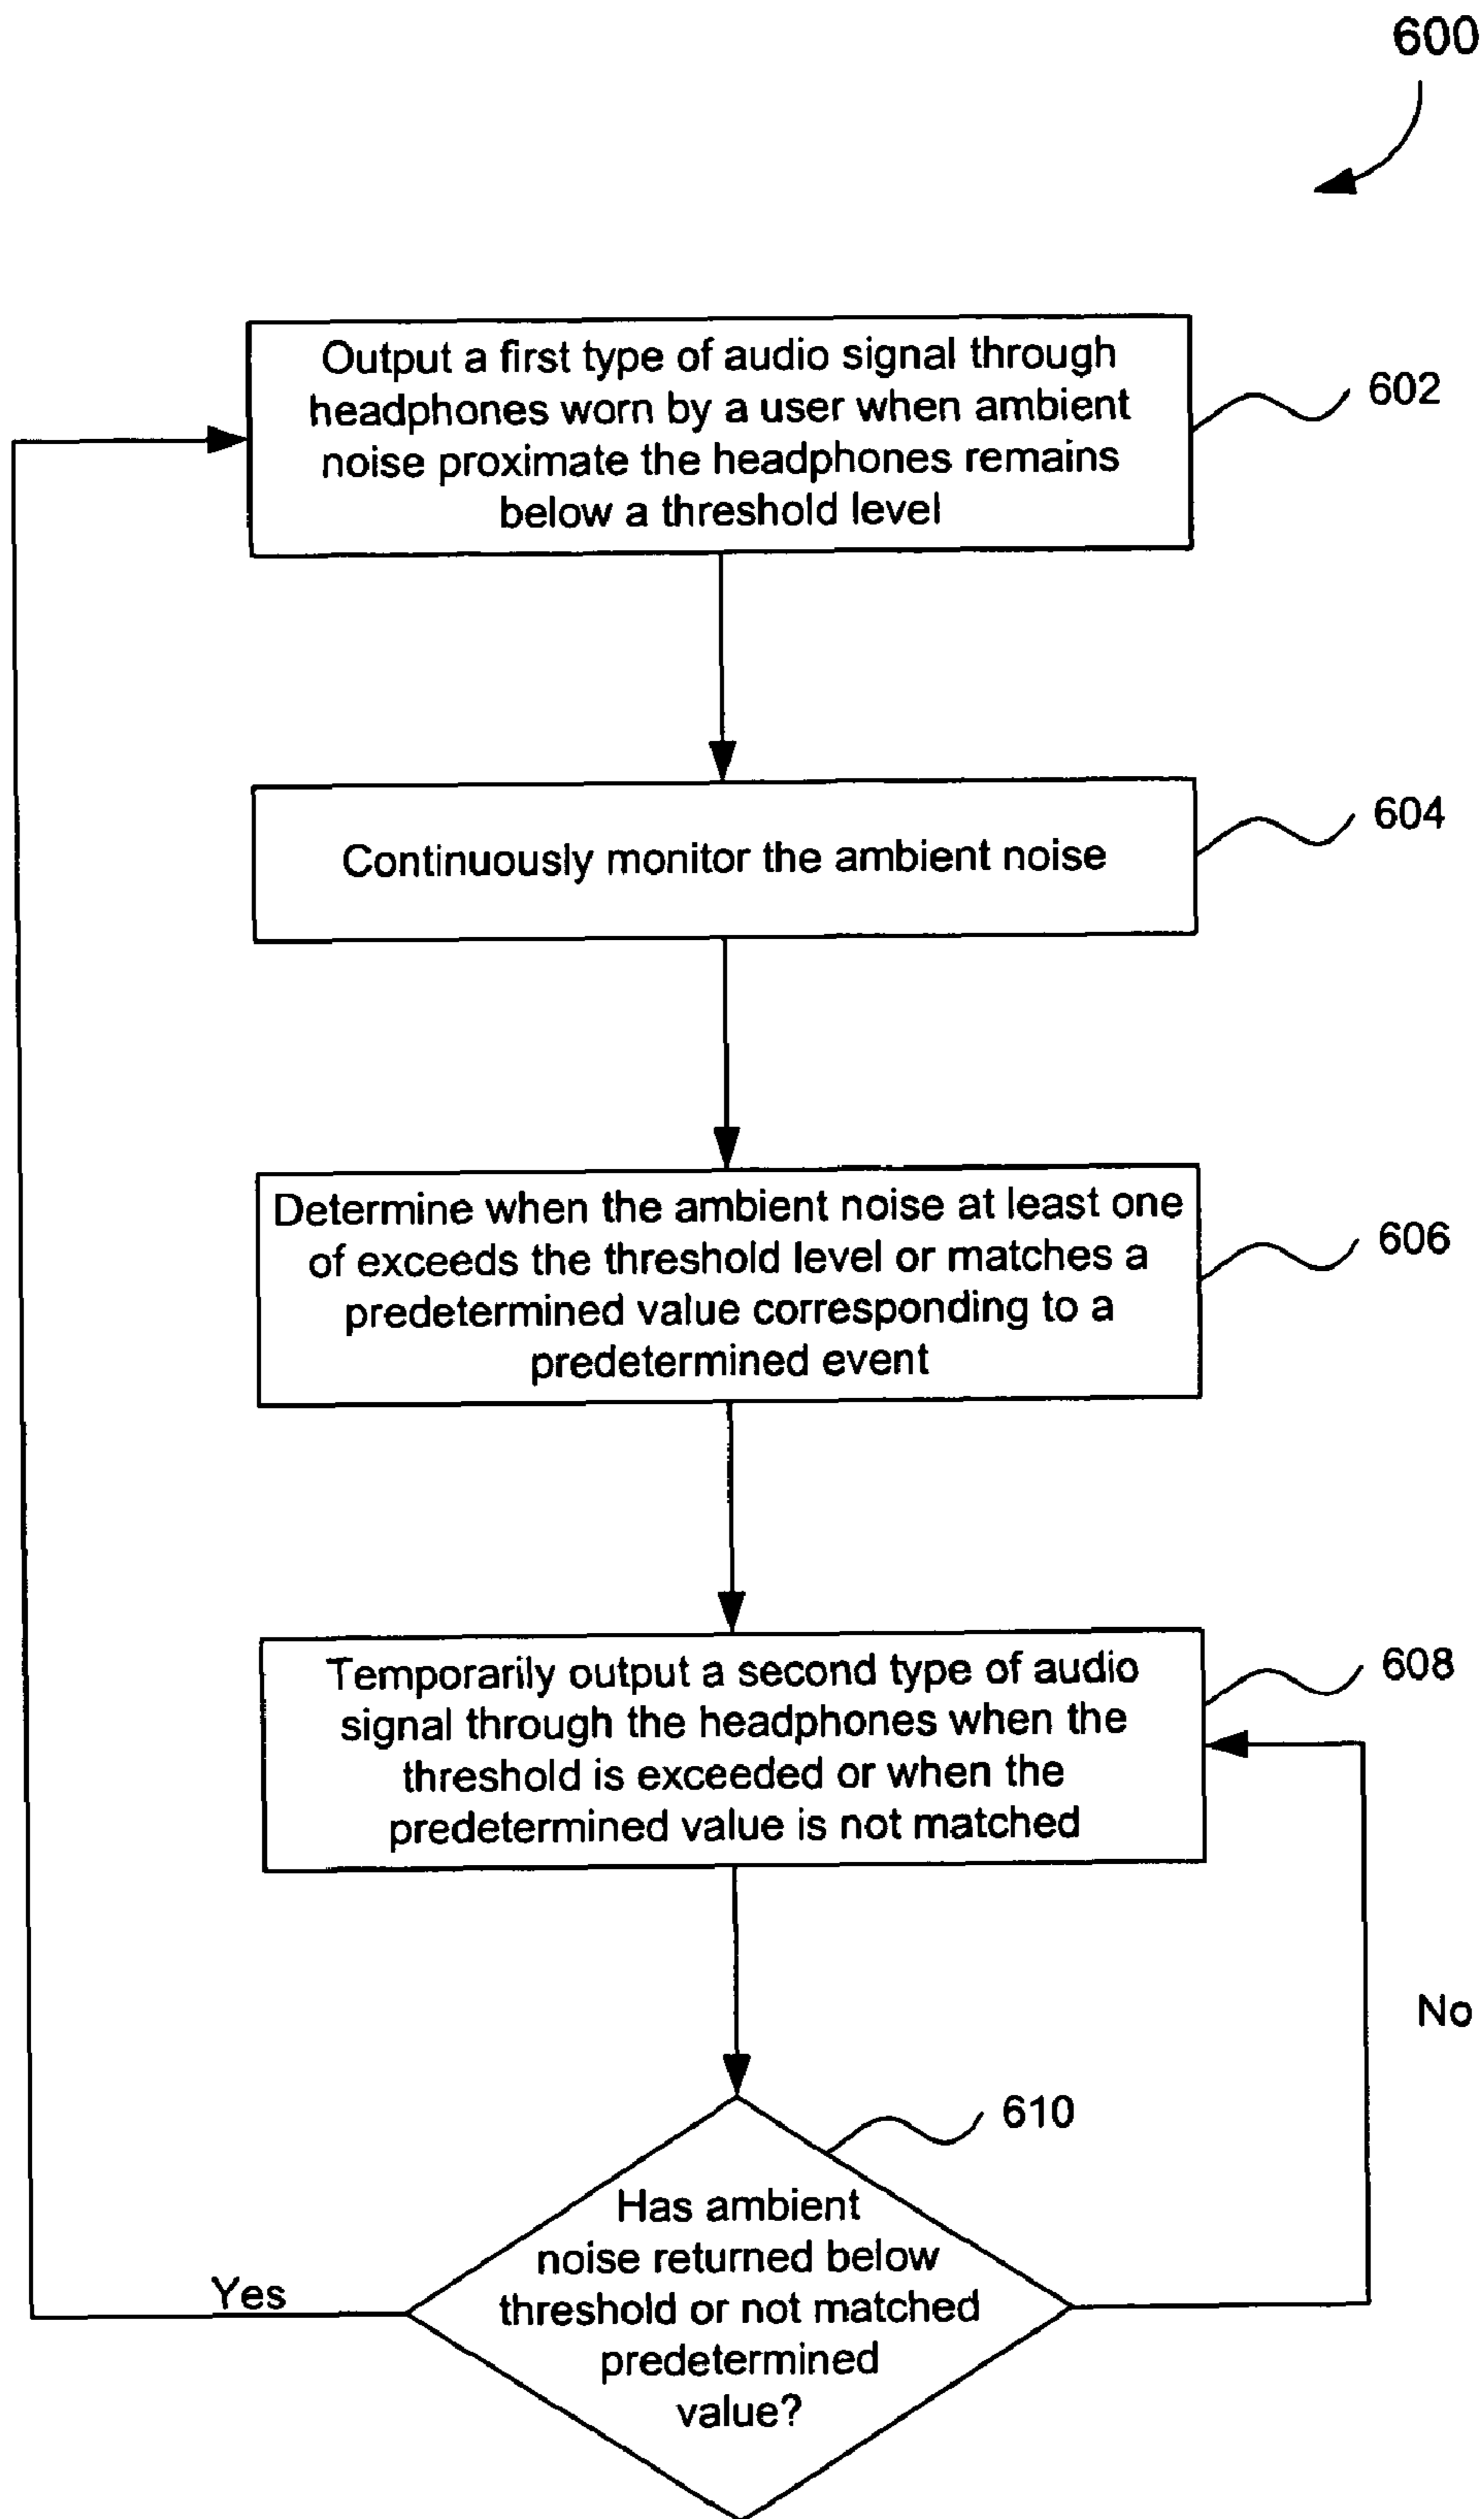 600
Output a first type of audio signal through
headphones worn by a user when ambient
noise proximate the headphones remains
below a threshold level
602
Continuously monitor the ambient noise
604
Determine when the ambient noise at least one
of exceeds the threshold level or matches a
predetermined value corresponding to a
predetermined event
606
Temporarily output a second type of audio
signal through the headphones when the
threshold is exceeded or when the
predetermined value is not matched
608
No
610
Has ambient
noise returned below
threshold or not matched
predetermined
value?
Yes